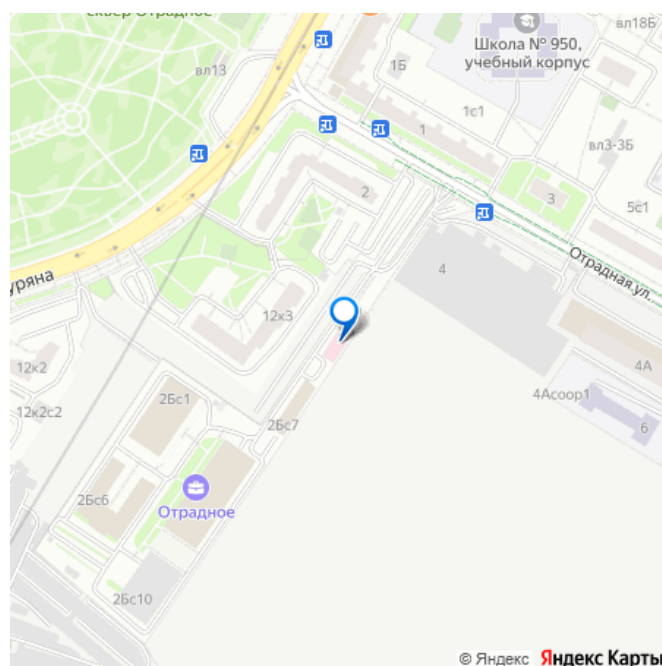 сквер Отрадное
вл13
Школа № 950,
учебный корпус
вл18Б
1Б
1с1
1
вл3-3Б
2
3
5с1
Отрадная ул.
4
уряна
12к3
12к2
12к2с2
2Бс1
2Бс7
4А
4Асоор1
6
2Бс6
Отрадное
2Бс10
© Яндекс Яндекс Карты